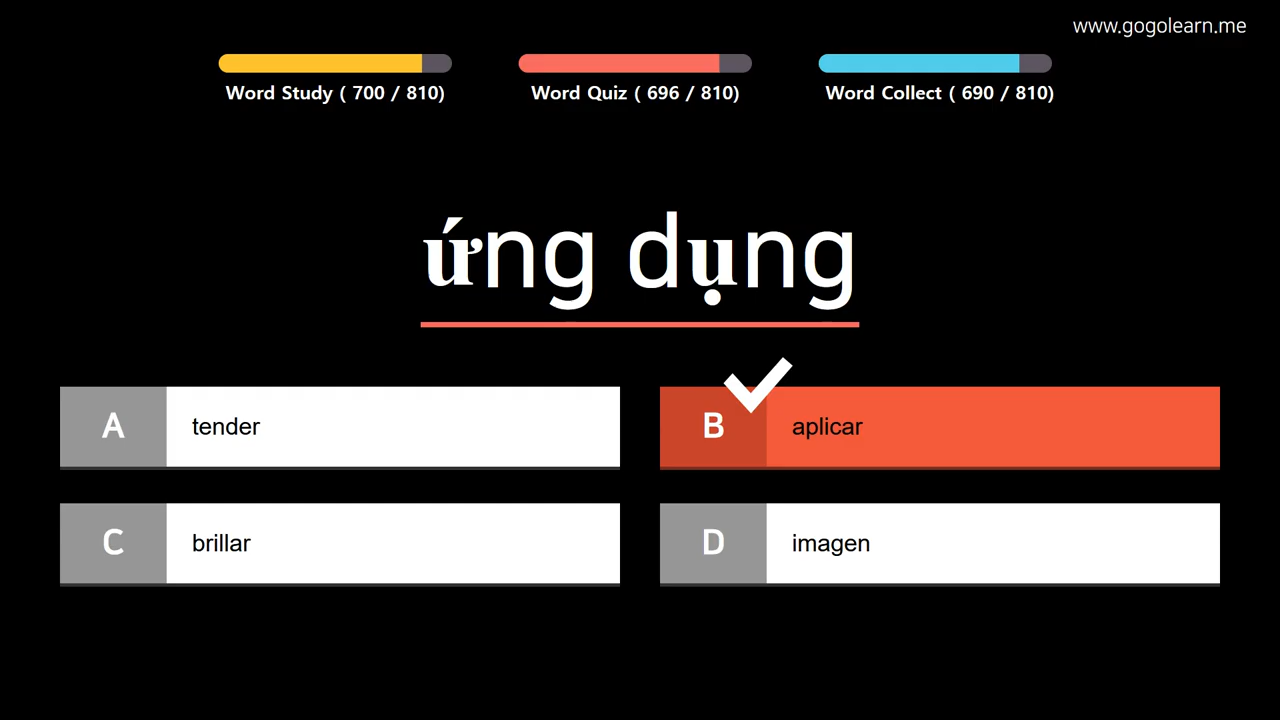 www.gogolearn.me
Word Study ( 700 / 810)
Word Quiz ( 696 / 810)
Word Collect ( 690 / 810)
ứng dụng
A tender
B aplicar
C brillar
D imagen